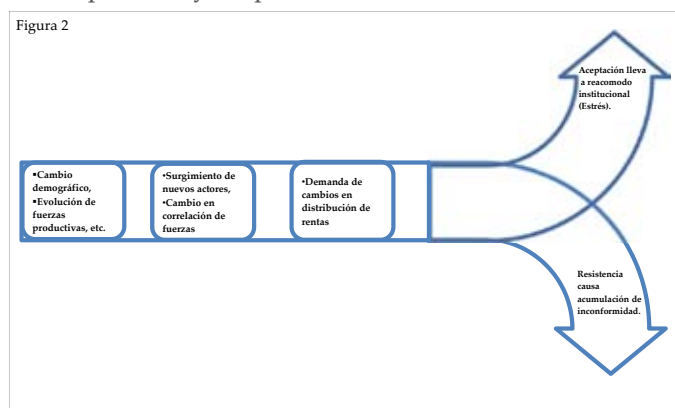 Figura 2
Aceptación lleva
a reacomodo
institucional
(Estrés).
▪Cambio
demográfico,
▪Evolución de
fuerzas
productivas, etc.
•Surgimiento de
nuevos actores,
•Cambio en
correlación de
fuerzas
•Demanda de
cambios en
distribución de
rentas
Resistencia
causa
acumulación de
inconformidad.